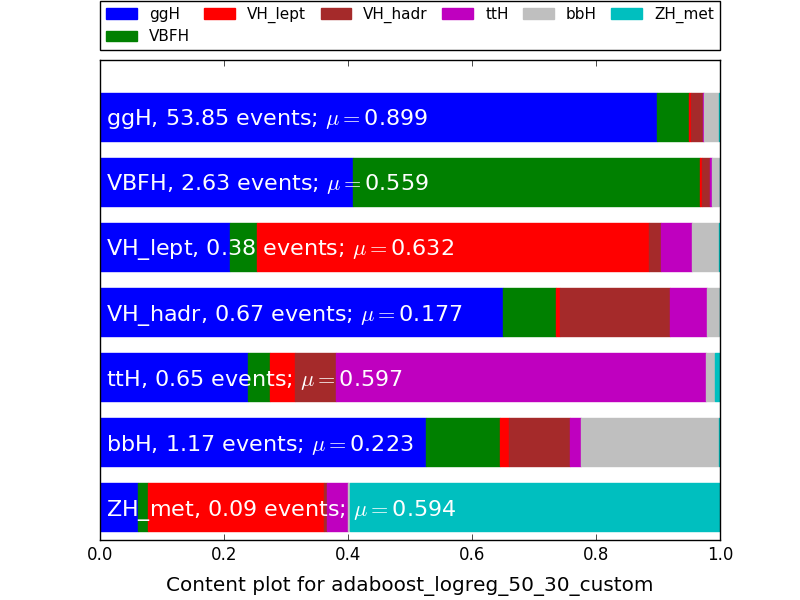 ggH VH_lept VH_hadr ttH bbH ZH_met
VBFH
ggH, 53.85 events; μ = 0.899
VBFH, 2.63 events; μ = 0.559
VH_lept, 0.38 events; μ = 0.632
VH_hadr, 0.67 events; μ = 0.177
ttH, 0.65 events; μ = 0.597
bbH, 1.17 events; μ = 0.223
ZH_met, 0.09 events; μ = 0.594
0.0 0.2 0.4 0.6 0.8 1.0
Content plot for adaboost_logreg_50_30_custom